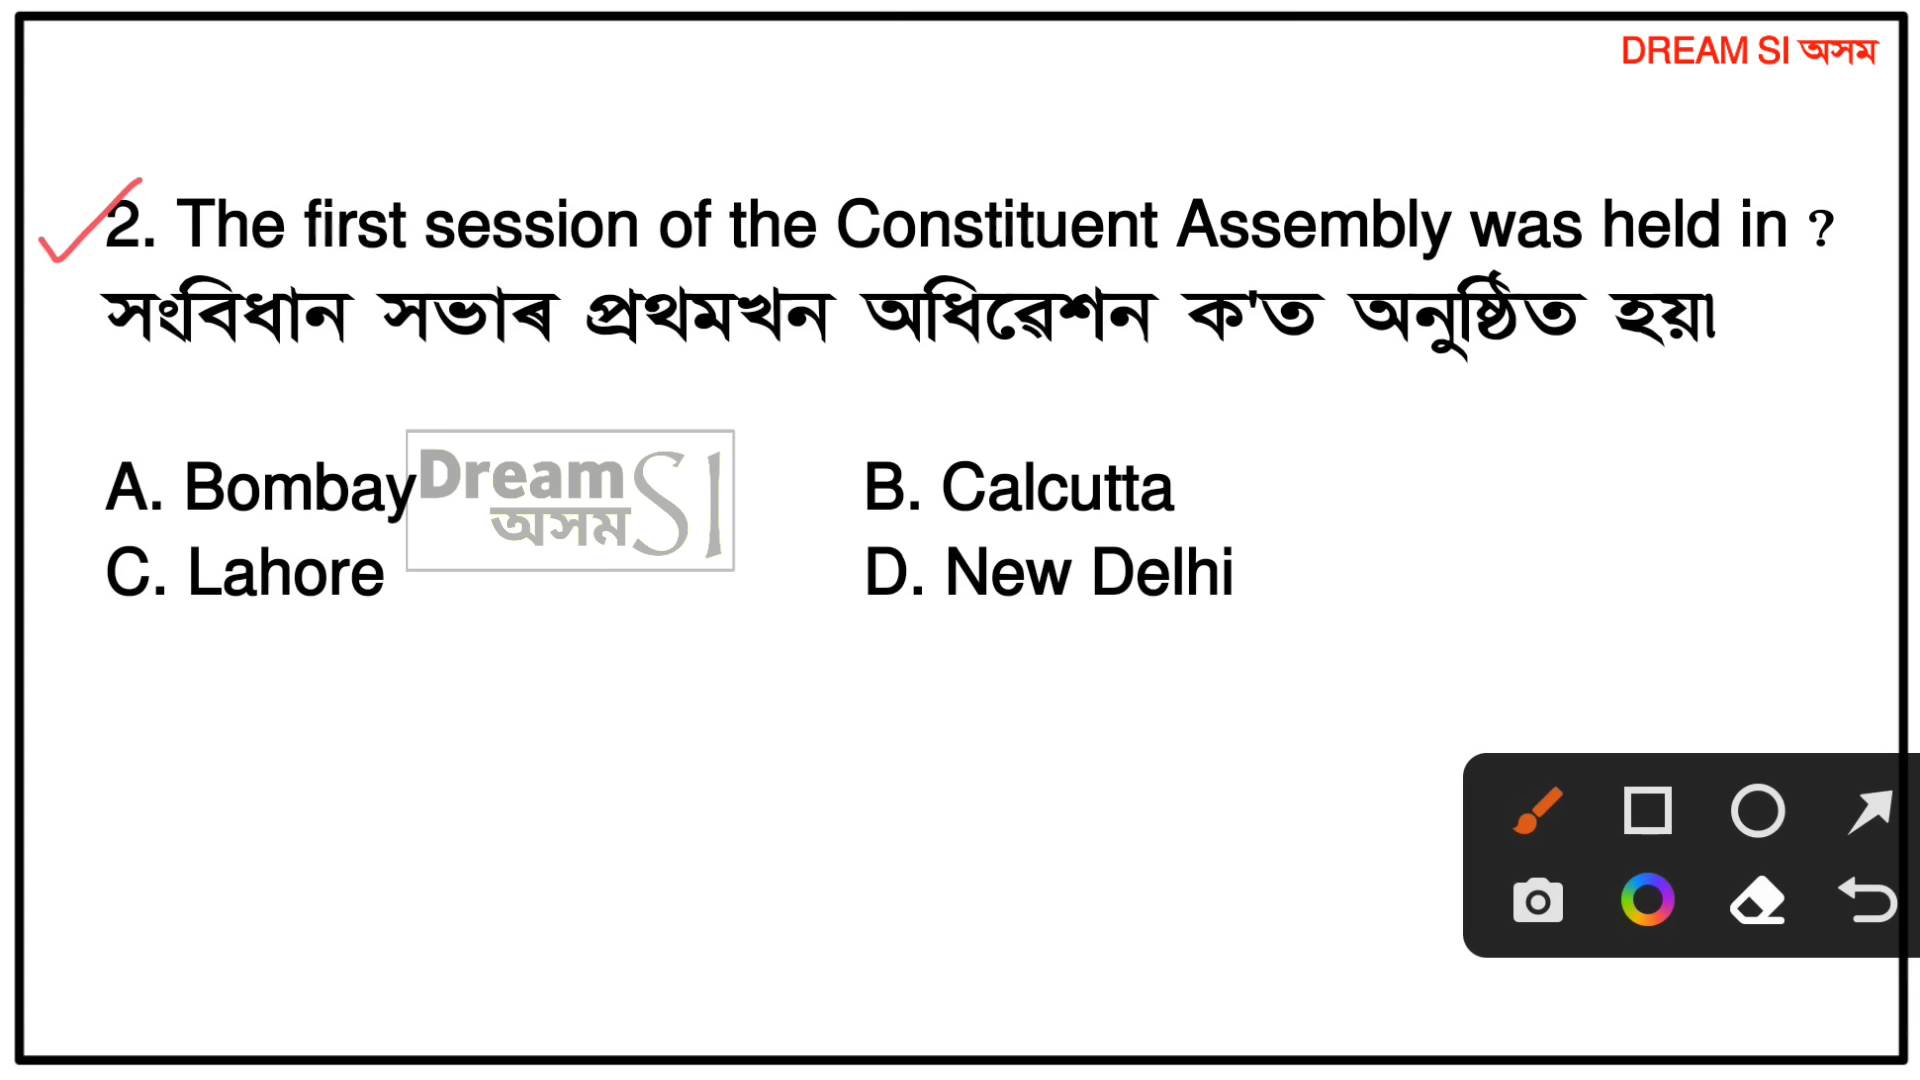 DREAM SI অসম
2. The first session of the Constituent Assembly was held in ?
সংবিধান সভাৰ প্ৰথমখন অধিৱেশন ক'ত অনুষ্ঠিত হয়।
A. Bombay
B. Calcutta
Dream SI
অসম
C. Lahore
D. New Delhi